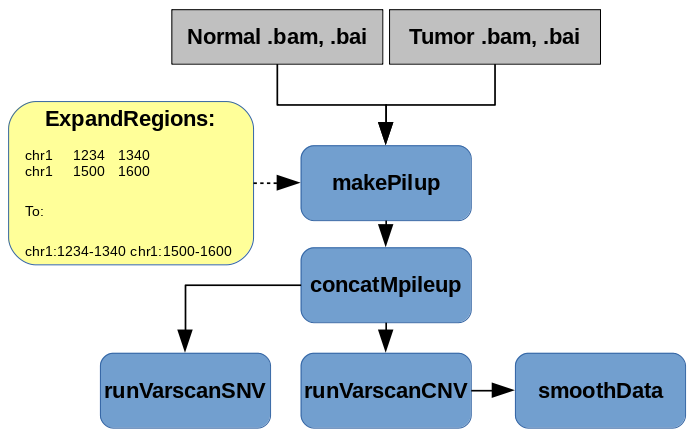 Normal .bam, .bai
Tumor .bam, .bai
ExpandRegions:
chr1 1234 1340
chr1 1500 1600
To:
chr1:1234-1340 chr1:1500-1600
makePilup
concatMpileup
runVarscanSNV
runVarscanCNV
smoothData